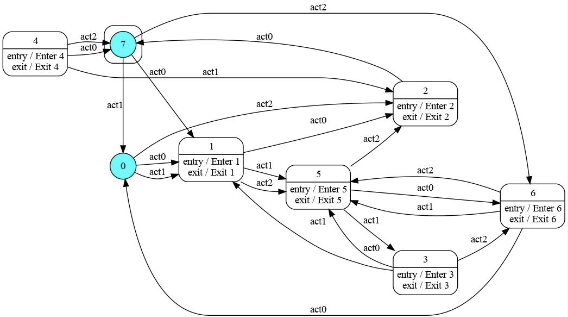 act2
4
entry / Enter 4
exit / Exit 4
act2
act0
7
act0
act0
act1
2
entry / Enter 2
exit / Exit 2
act1
act2
act0
1
entry / Enter 1
exit / Exit 1
act2
0
act0
act1
act1
act2
5
entry / Enter 5
exit / Exit 5
act2
act0
act1
6
entry / Enter 6
exit / Exit 6
act1
act1
act0
act2
3
entry / Enter 3
exit / Exit 3
act0